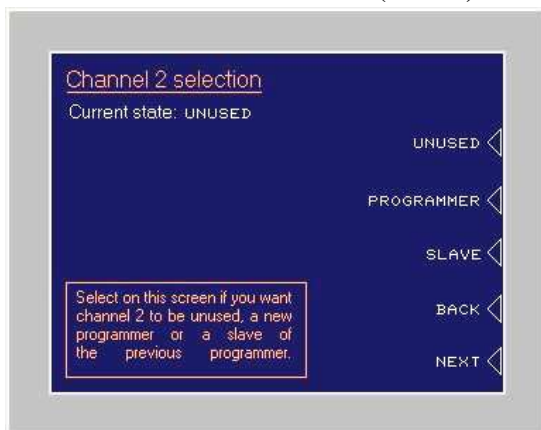 Channel 2 selection
Current state: UNUSED
UNUSED
PROGRAMMER
SLAVE
Select on this screen if you want
channel 2 to be unused, a new
programmer or a slave of
the previous programmer.
BACK
NEXT